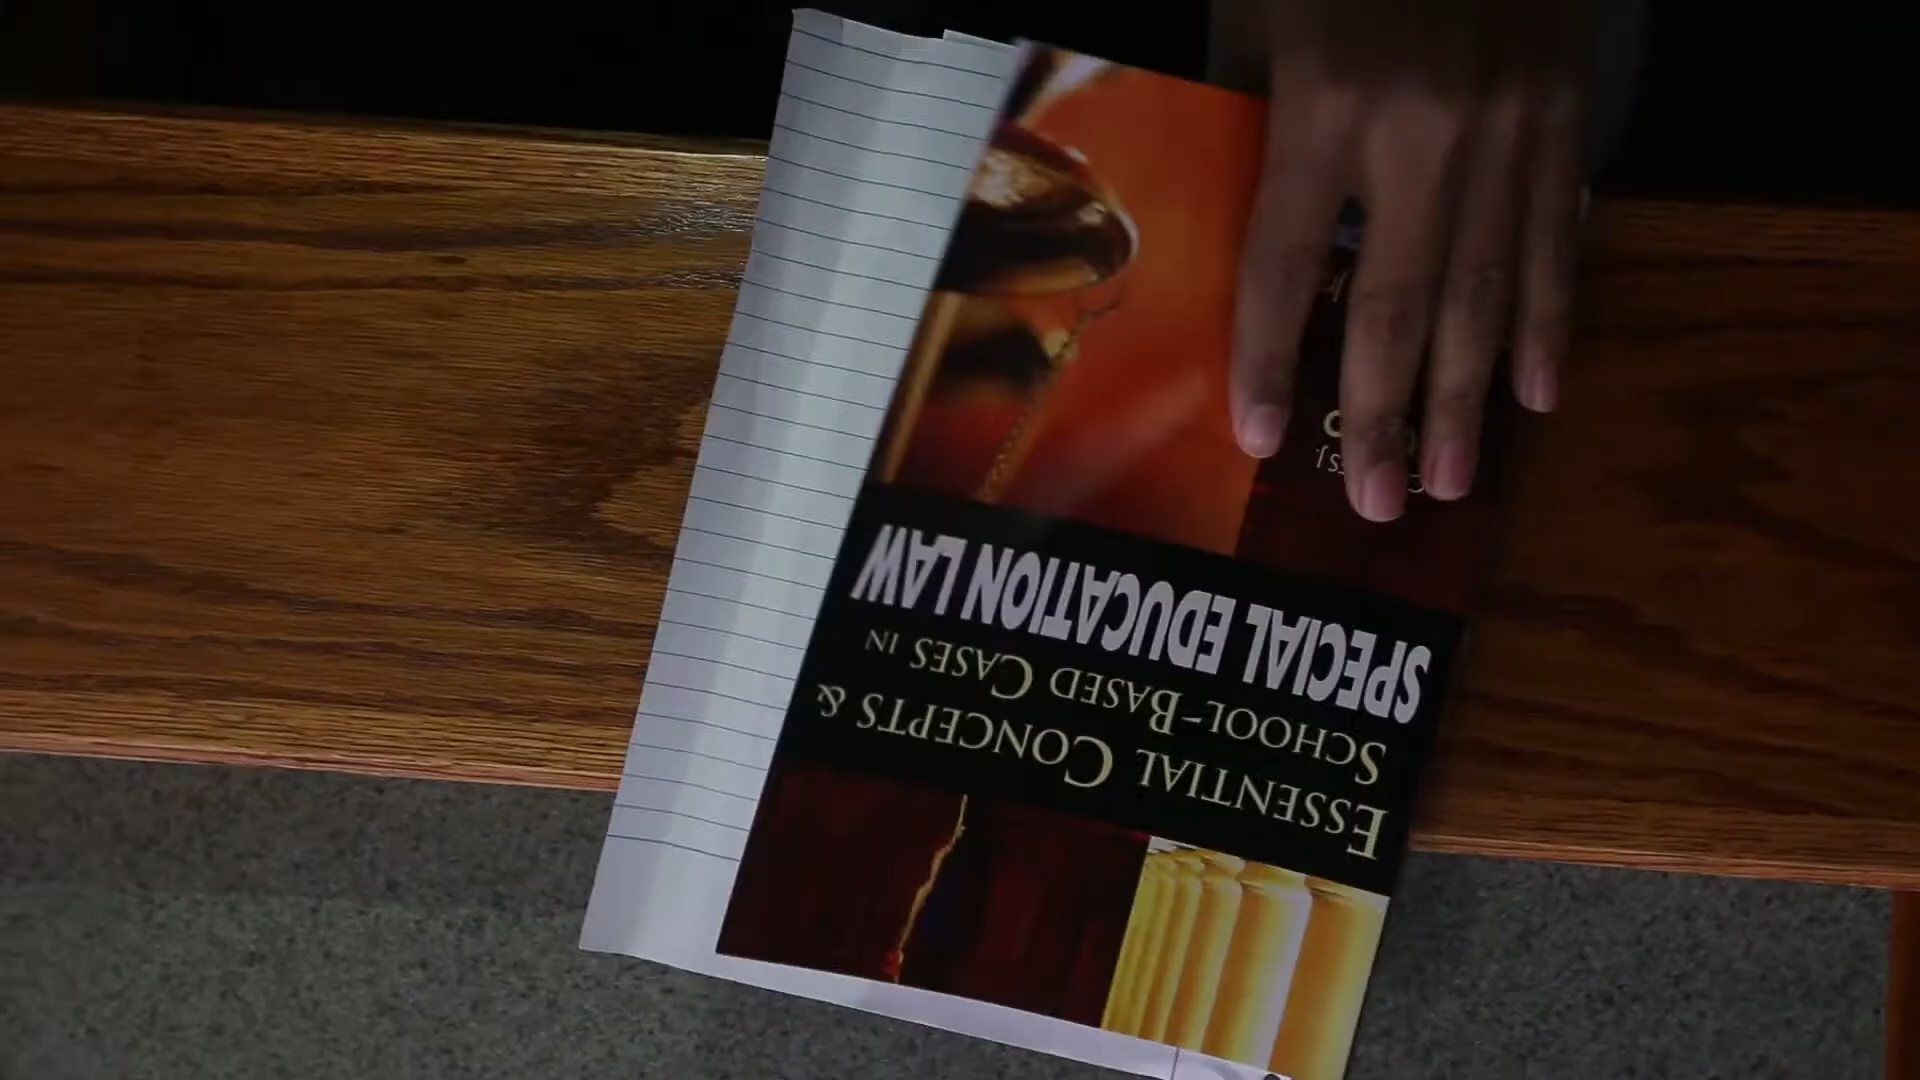 ESSENTIAL CONCEPTS &
SCHOOL-BASED CASES IN
SPECIAL EDUCATION LAW